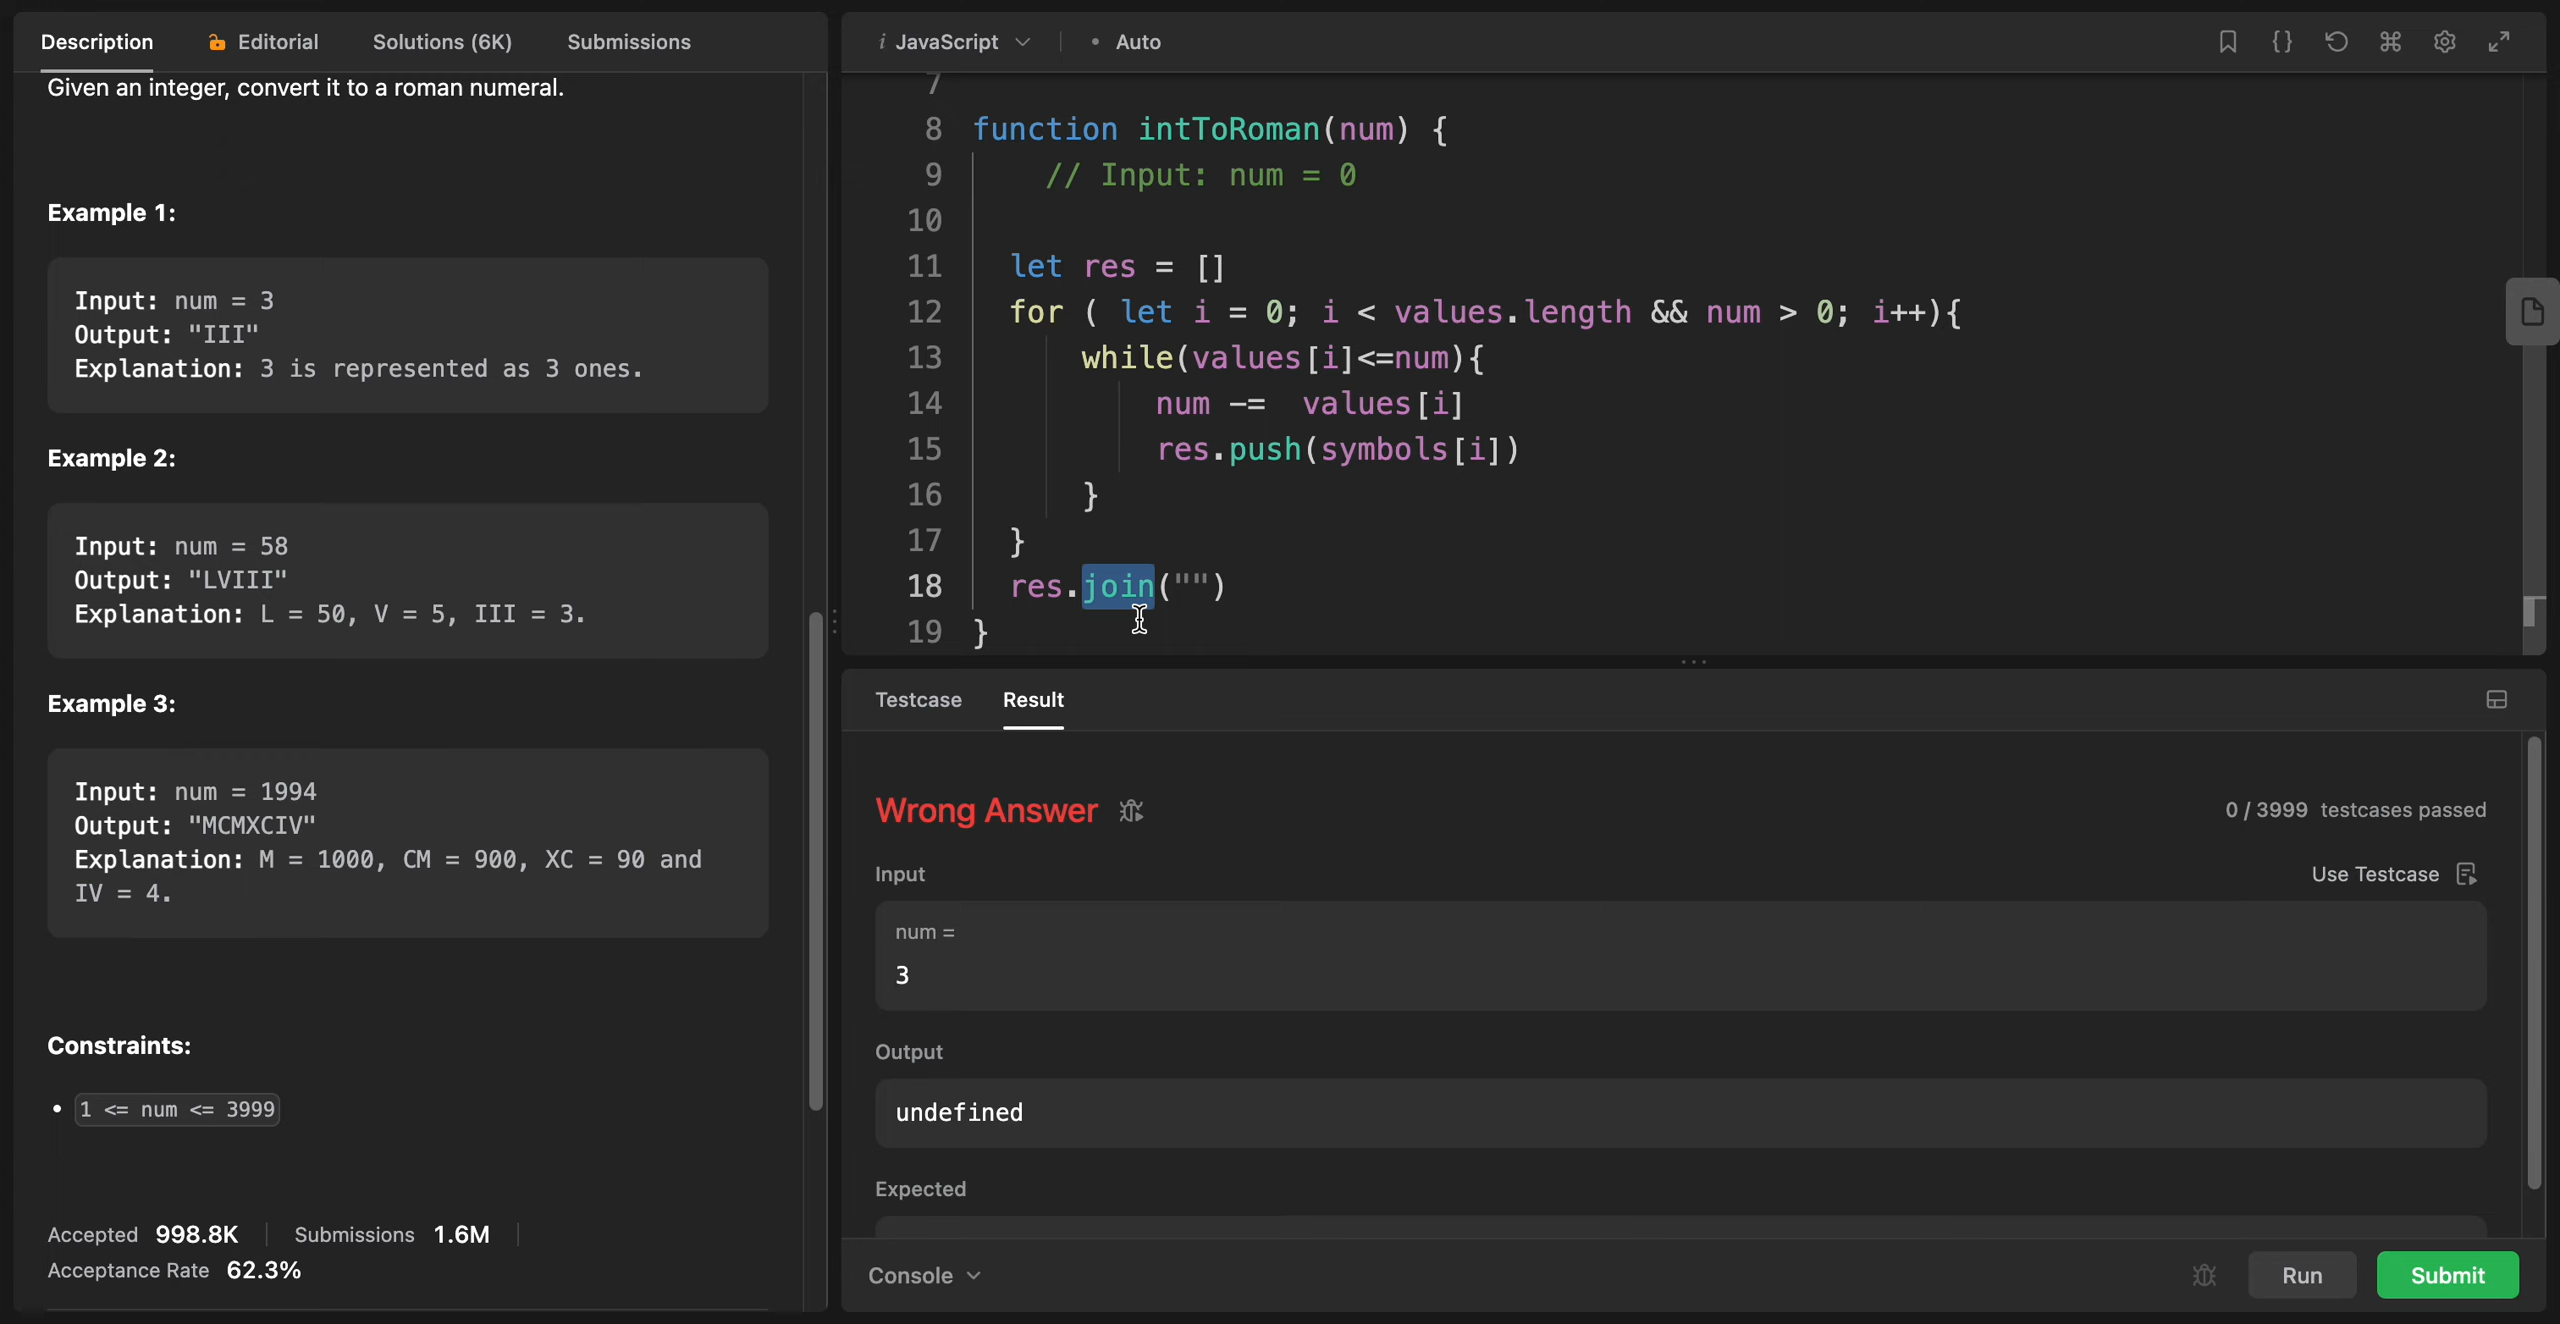 Description Editorial Solutions (6K) Submissions
Given an integer, convert it to a roman numeral.
Example 1:
Input: num = 3
Output: "III"
Explanation: 3 is represented as 3 ones.
Example 2:
Input: num = 58
Output: "LVIII"
Explanation: L = 50, V = 5, III = 3.
Example 3:
Input: num = 1994
Output: "MCMXCIV"
Explanation: M = 1000, CM = 900, XC = 90 and
IV = 4.
Constraints:
• 1 <= num <= 3999
Accepted 998.8K Submissions 1.6M
Acceptance Rate 62.3%
i JavaScript • Auto
7
8 function intToRoman(num) {
9 // Input: num = 0
10
11 let res = []
12 for ( let i = 0; i < values.length && num > 0; i++){
13 while(values[i]<=num){
14 num -= values[i]
15 res.push(symbols[i])
16 }
17 }
18 res.join("")
19 }
Testcase Result
Wrong Answer 0 / 3999 testcases passed
Input Use Testcase
num =
3
Output
undefined
Expected
Console Run Submit